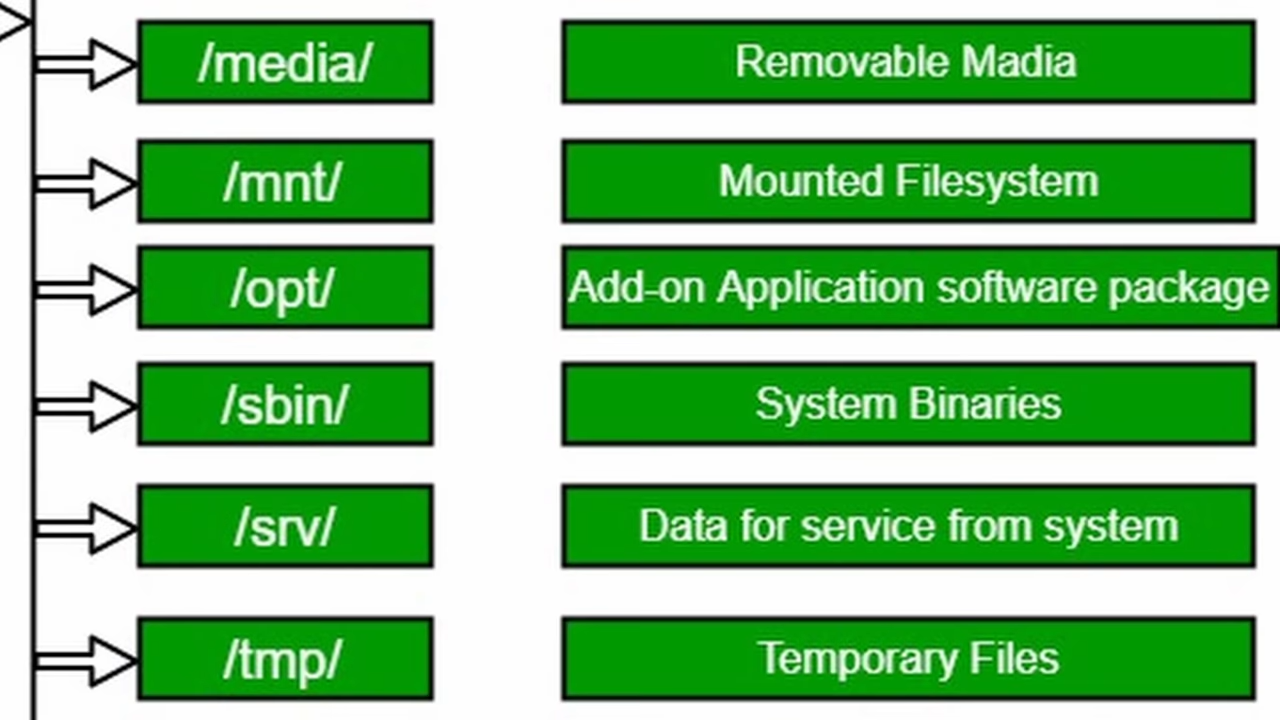 /media/ Removable Madia
/mnt/ Mounted Filesystem
/opt/ Add-on Application software package
/sbin/ System Binaries
/srv/ Data for service from system
/tmp/ Temporary Files